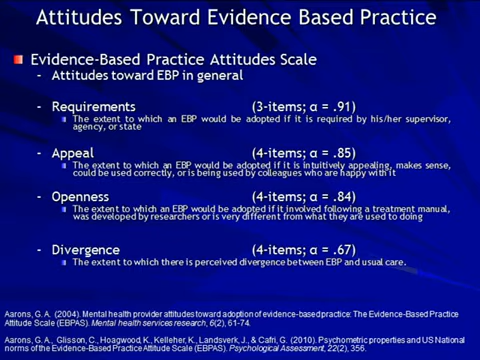 Attitudes Toward Evidence Based Practice
Evidence-Based Practice Attitudes Scale
– Attitudes toward EBP in general
– Requirements (3-items; α = .91)
The extent to which an EBP would be adopted if it is required by his/her supervisor,
agency, or state
– Appeal (4-items; α = .85)
The extent to which an EBP would be adopted if it is intuitively appealing, makes sense,
could be used correctly, or is being used by colleagues who are happy with it
– Openness (4-items; α = .84)
The extent to which an EBP would be adopted if it involved following a treatment manual,
was developed by researchers or is very different from what they are used to doing
– Divergence (4-items; α = .67)
The extent to which there is perceived divergence between EBP and usual care.
Aarons, G. A. (2004). Mental health provider attitudes toward adoption of evidence-based practice: The Evidence-Based Practice
Attitude Scale (EBPAS). Mental health services research, 6(2), 61-74.
Aarons, G. A., Glisson, C., Hoagwood, K., Kelleher, K., Landsverk, J., & Cafri, G. (2010). Psychometric properties and US National
norms of the Evidence-Based Practice Attitude Scale (EBPAS). Psychological Assessment, 22(2), 356.